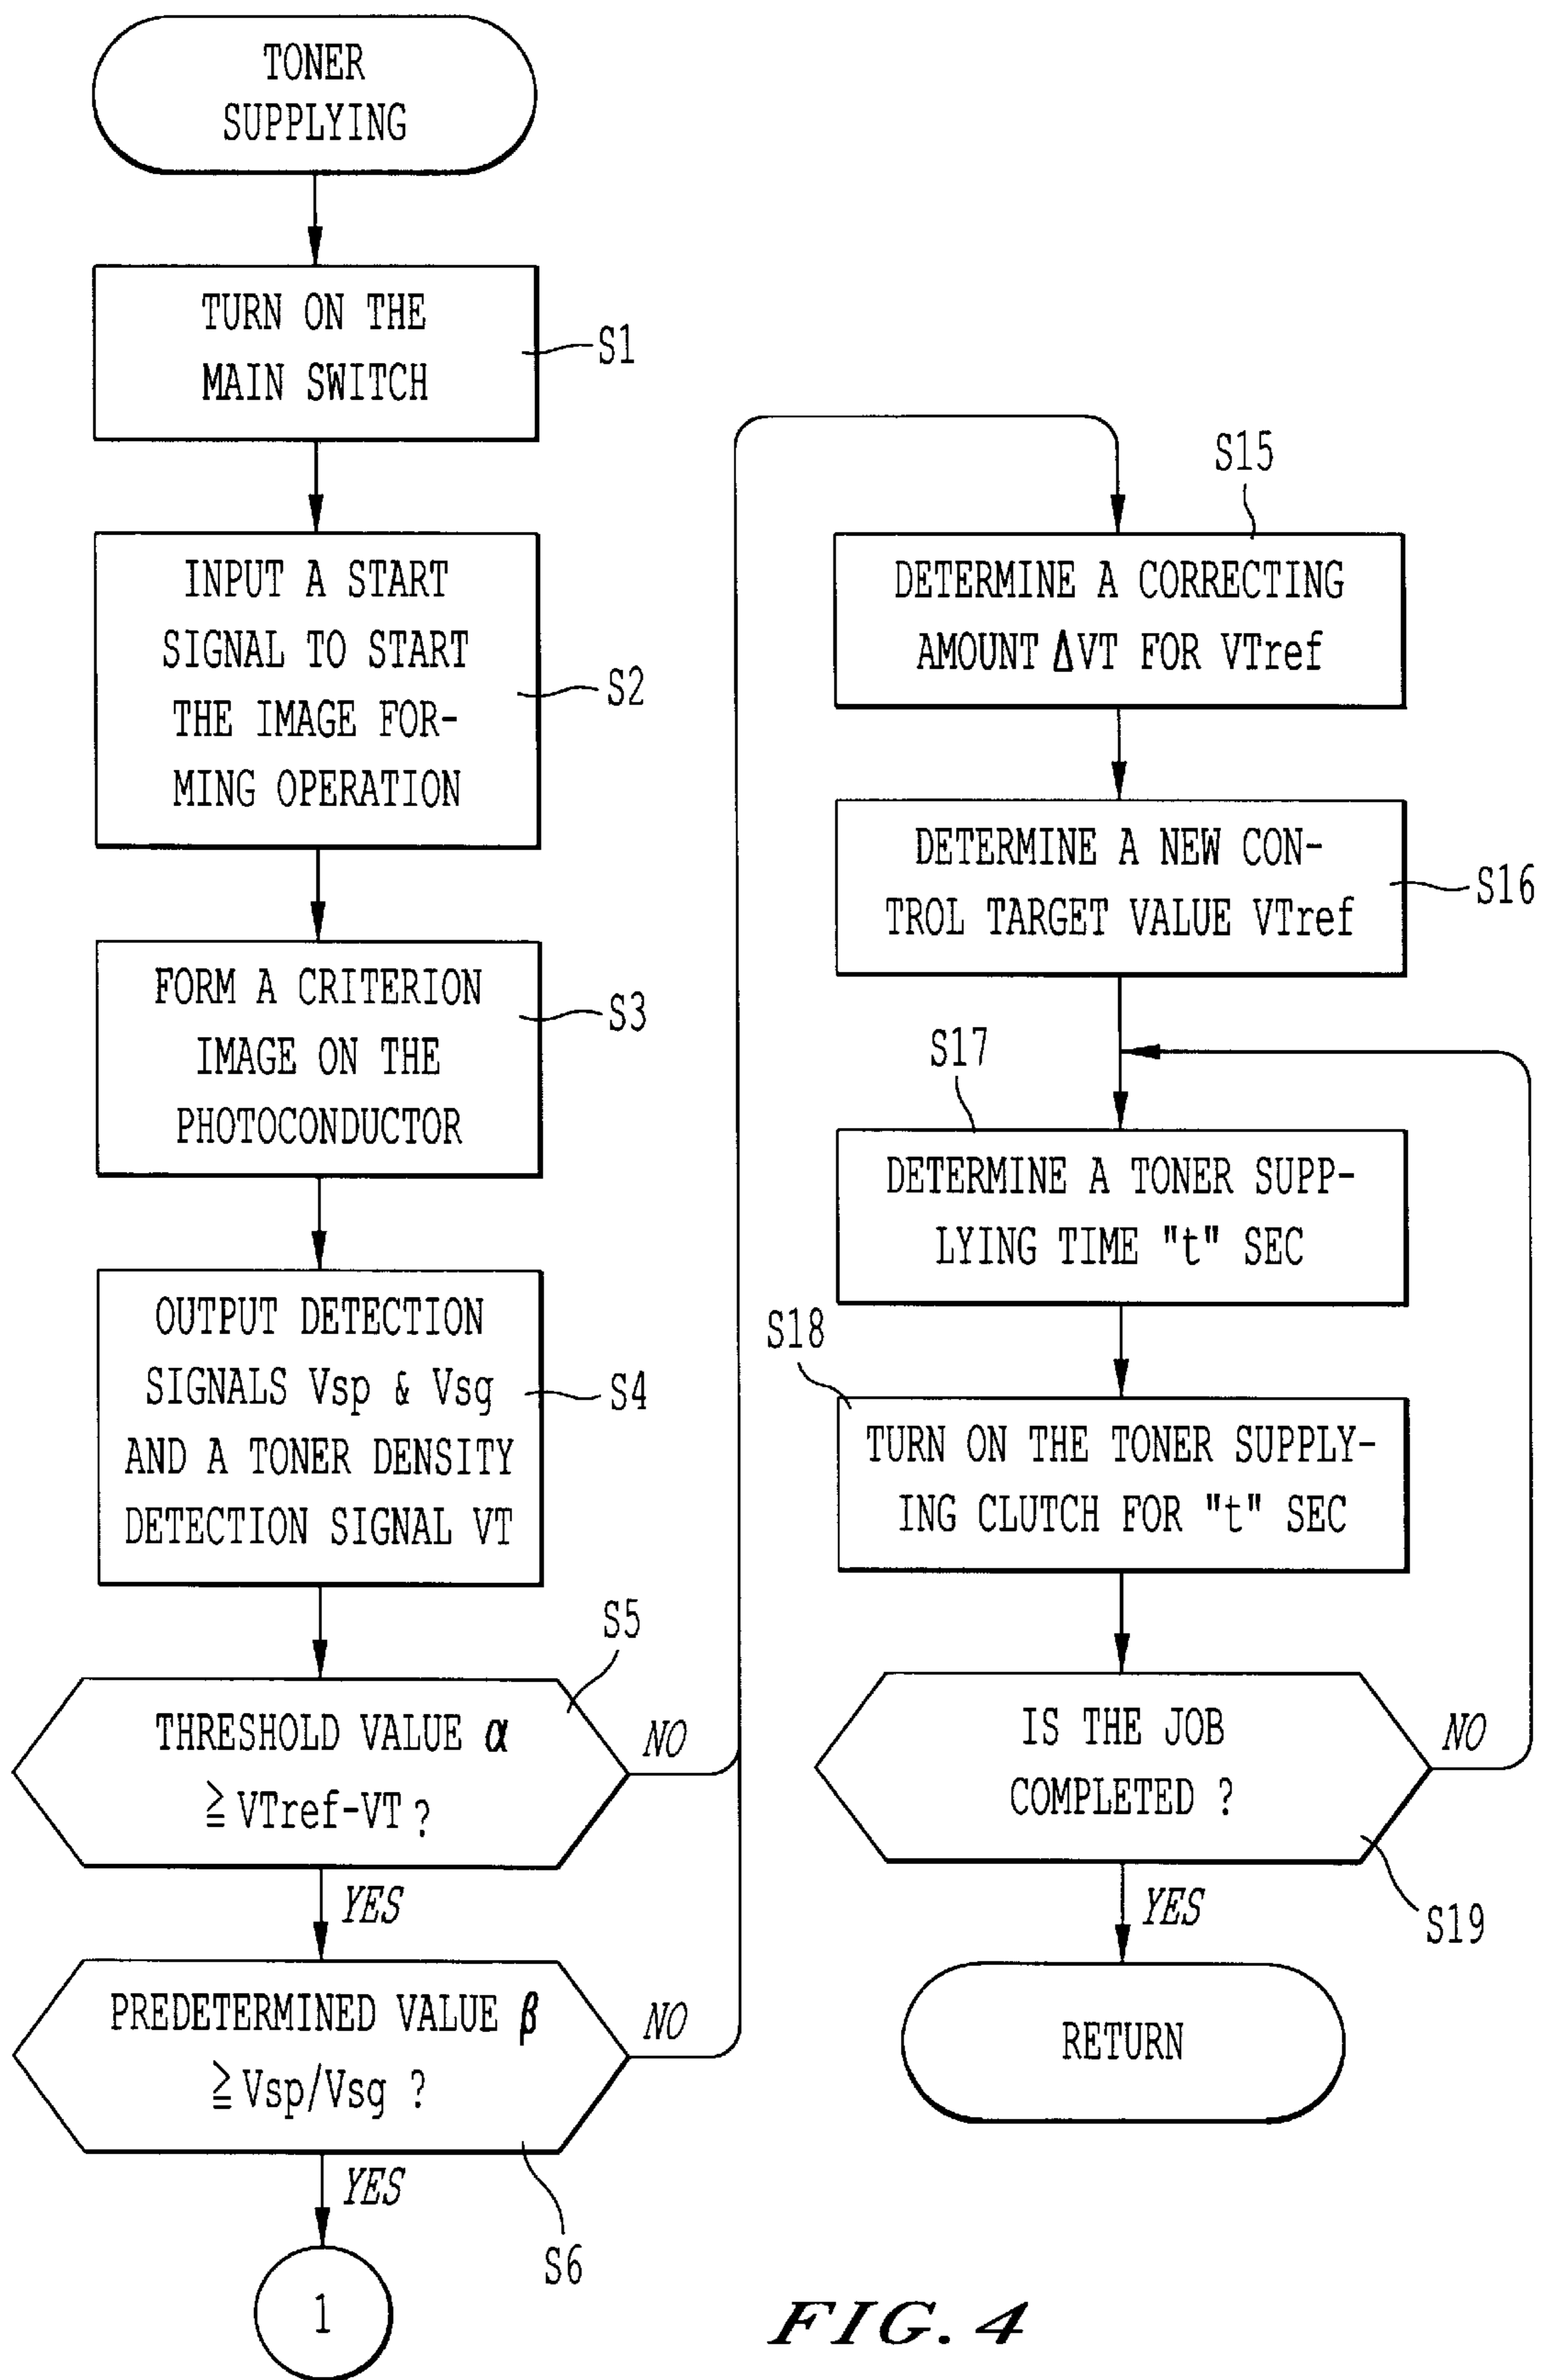 TONER
SUPPLYING
TURN ON THE
MAIN SWITCH
S1
INPUT A START
SIGNAL TO START
THE IMAGE FOR-
MING OPERATION
S2
FORM A CRITERION
IMAGE ON THE
PHOTOCONDUCTOR
S3
OUTPUT DETECTION
SIGNALS Vsp & Vsg
AND A TONER DENSITY
DETECTION SIGNAL VT
S4
S5
THRESHOLD VALUE α
≧ VTref-VT ?
NO
YES
PREDETERMINED VALUE β
≧ Vsp/Vsg ?
NO
YES
S6
1
S15
DETERMINE A CORRECTING
AMOUNT ΔVT FOR VTref
DETERMINE A NEW CON-
TROL TARGET VALUE VTref
S16
S17
DETERMINE A TONER SUPP-
LYING TIME "t" SEC
S18
TURN ON THE TONER SUPPLY-
ING CLUTCH FOR "t" SEC
IS THE JOB
COMPLETED ?
NO
YES
S19
RETURN
FIG. 4